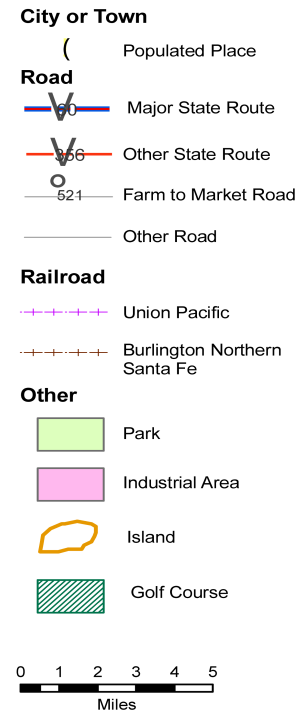 City or Town
( Populated Place
Road
V 60 Major State Route
V 356 Other State Route
521 Farm to Market Road
Other Road
Railroad
Union Pacific
Burlington Northern
Santa Fe
Other
Park
Industrial Area
Island
Golf Course
0 1 2 3 4 5
Miles